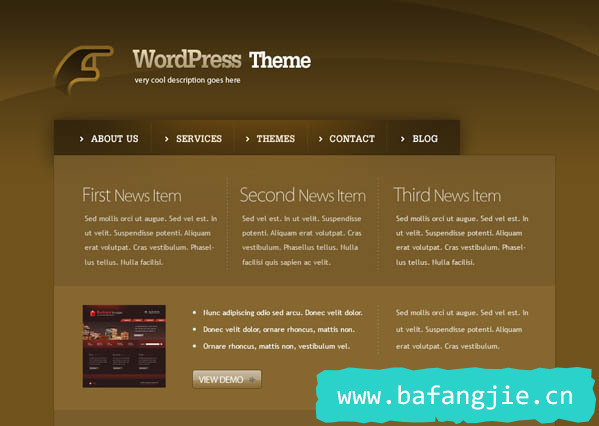 WordPress Theme
very cool description goes here
ABOUT US
SERVICES
THEMES
CONTACT
BLOG
First News Item
Sed mollis orci ut augue. Sed vel est. In
ut velit. Suspendisse potenti. Aliquam
erat volutpat. Cras vestibulum. Phasel-
lus tellus. Nulla facilisi.
Second News Item
Sed vel est. In ut velit. Suspendisse
potenti. Aliquam erat volutpat. Cras
vestibulum. Phasellus tellus. Nulla
facilisi quis sapien ac velit.
Third News Item
Sed mollis orci ut augue. Sed vel est. In
ut velit. Suspendisse potenti. Aliquam
erat volutpat. Cras vestibulum. Phasel-
lus tellus. Nulla facilisi.
Nunc adipiscing odio sed arcu. Donec velit dolor.
Donec velit dolor, ornare rhoncus, mattis non.
Ornare rhoncus, mattis non, vestibulum vel.
VIEW DEMO
Sed mollis orci ut augue. Sed vel est. In
ut velit. Suspendisse potenti. Aliquam
erat volutpat. Cras vestibulum.
www.bafangjie.cn